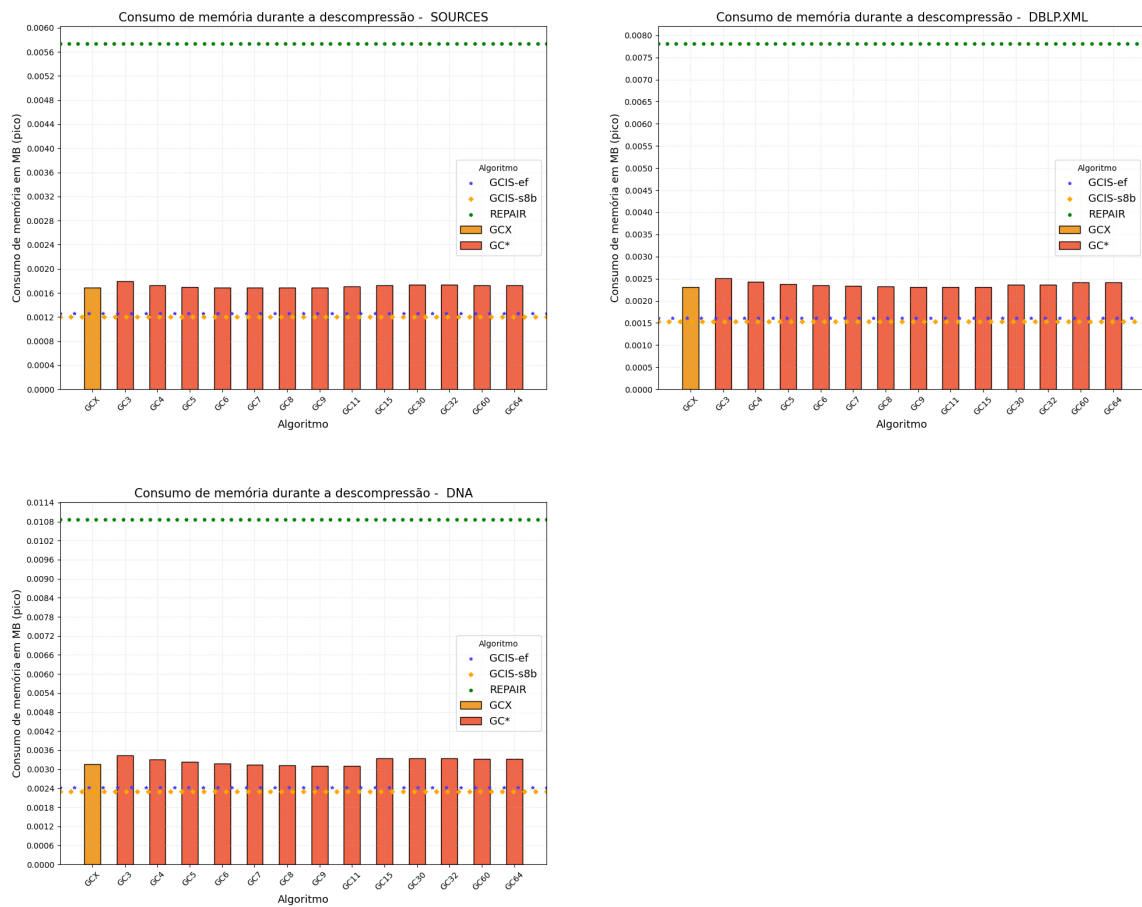 Consumo de memória durante a descompressão - SOURCES
Consumo de memória em MB (pico)
0.0060
0.0056
0.0052
0.0048
0.0044
0.0040
0.0036
0.0032
0.0028
0.0024
0.0020
0.0016
0.0012
0.0008
0.0004
0.0000
Algoritmo
GCIS-ef
GCIS-s8b
REPAIR
GCX
GC*
GCX GC3 GC4 GC5 GC6 GC7 GC8 GC9 GC11 GC15 GC30 GC32 GC60 GC64
Algoritmo
Consumo de memória durante a descompressão - DBLP.XML
Consumo de memória em MB (pico)
0.0080
0.0075
0.0070
0.0065
0.0060
0.0055
0.0050
0.0045
0.0040
0.0035
0.0030
0.0025
0.0020
0.0015
0.0010
0.0005
0.0000
Algoritmo
GCIS-ef
GCIS-s8b
REPAIR
GCX
GC*
GCX GC3 GC4 GC5 GC6 GC7 GC8 GC9 GC11 GC15 GC30 GC32 GC60 GC64
Algoritmo
Consumo de memória durante a descompressão - DNA
Consumo de memória em MB (pico)
0.0114
0.0108
0.0102
0.0096
0.0090
0.0084
0.0078
0.0072
0.0066
0.0060
0.0054
0.0048
0.0042
0.0036
0.0030
0.0024
0.0018
0.0012
0.0006
0.0000
Algoritmo
GCIS-ef
GCIS-s8b
REPAIR
GCX
GC*
GCX GC3 GC4 GC5 GC6 GC7 GC8 GC9 GC11 GC15 GC30 GC32 GC60 GC64
Algoritmo